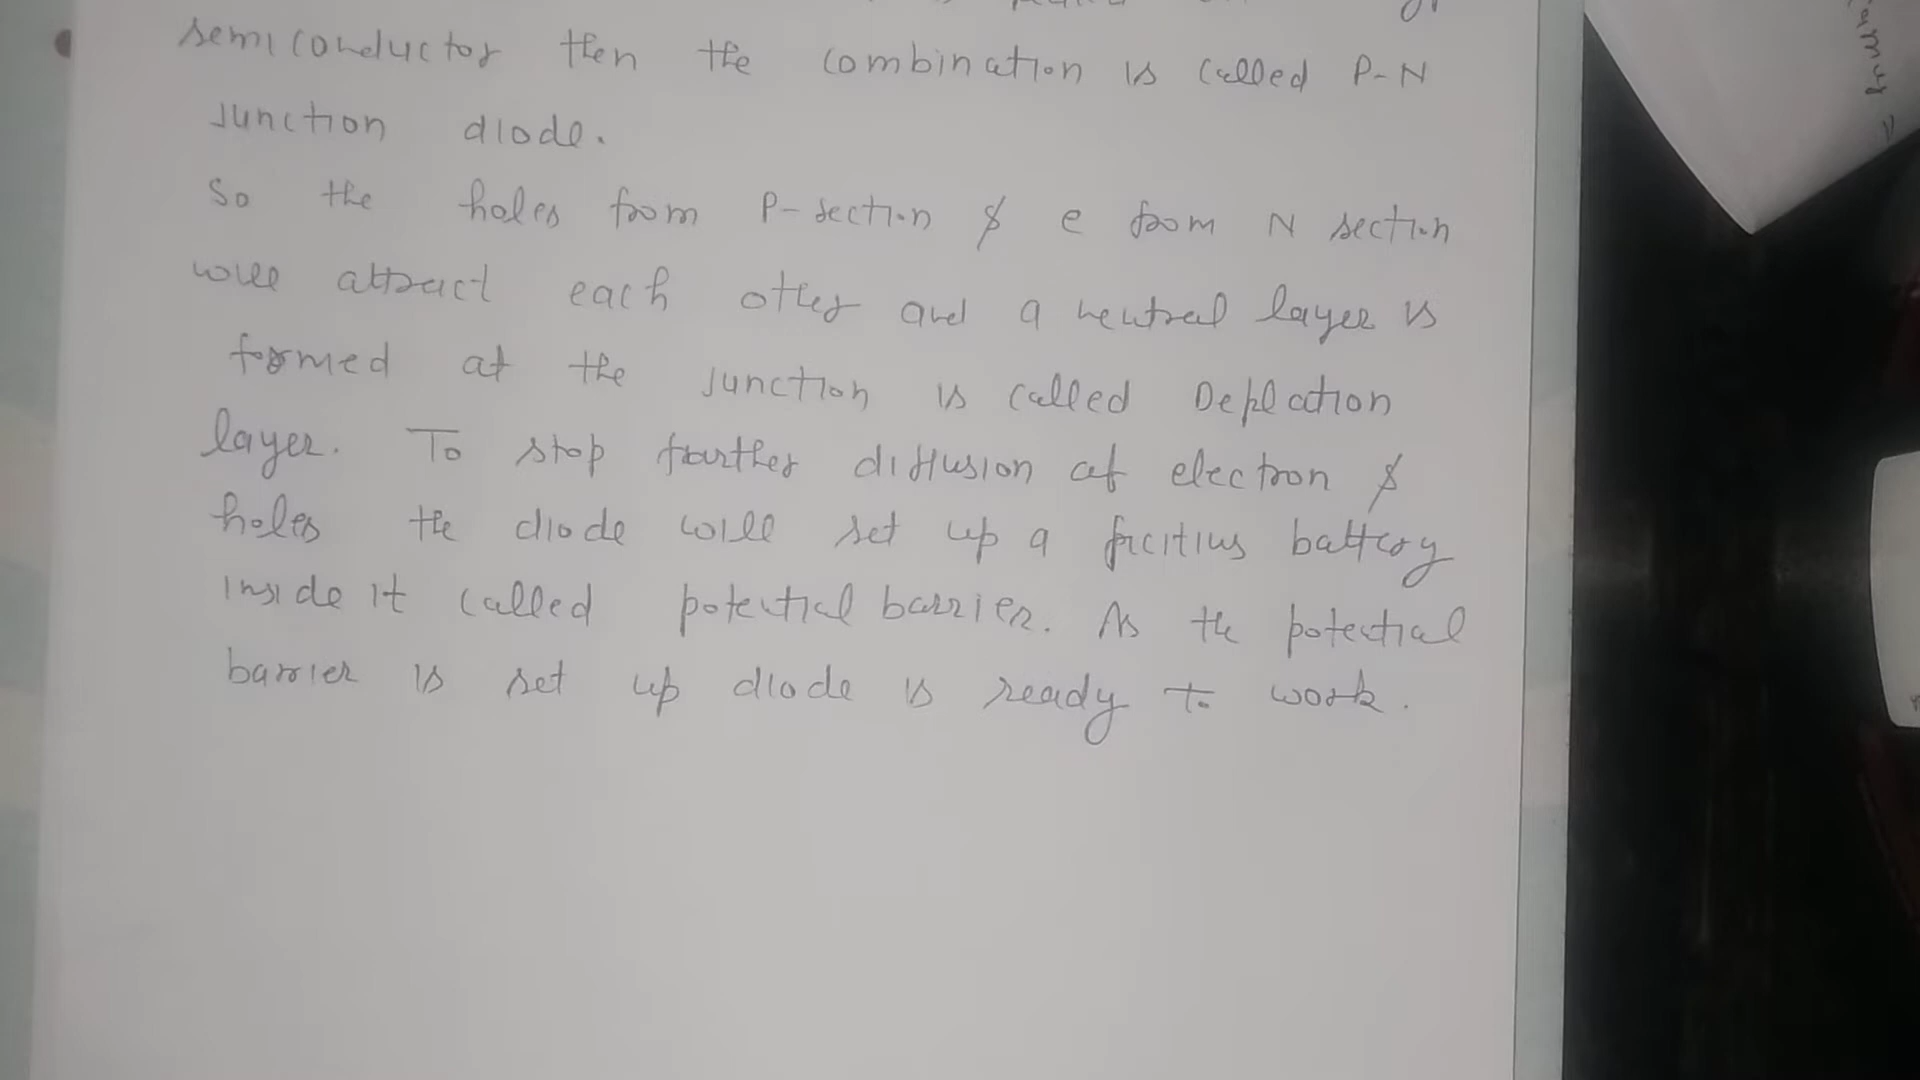 semiconductor then the combination is called P-N
Junction diode.
So the holes from P-section & e from N section
will attract each other and a neutral layer is
formed at the junction is called Deplation
layer. To stop further diffusion of electron &
holes the diode will set up a ficitius battery
inside it called potential barrier. As the potential
barrier is set up diode is ready to work.